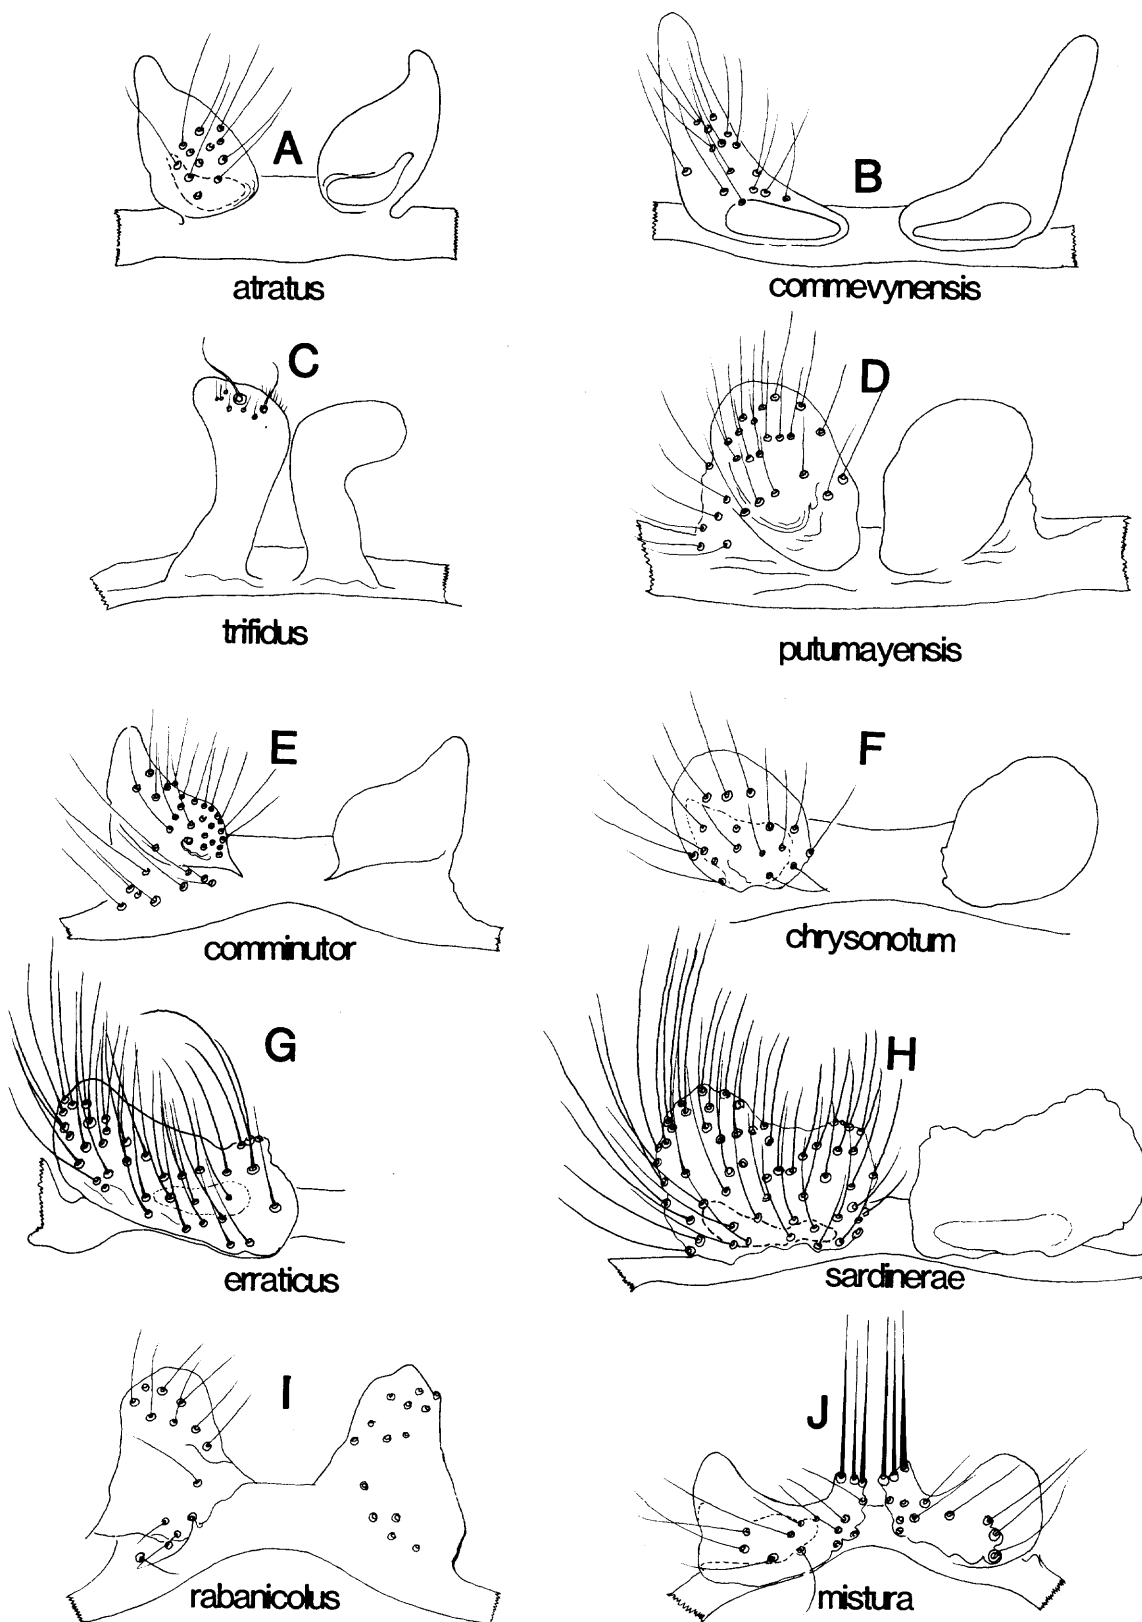 A
B
atratus
commevynensis
C
D
trifidus
putumayensis
E
F
comminutor
chrysonotum
G
H
erraticus
sardinerae
I
J
rabanicolus
mistura